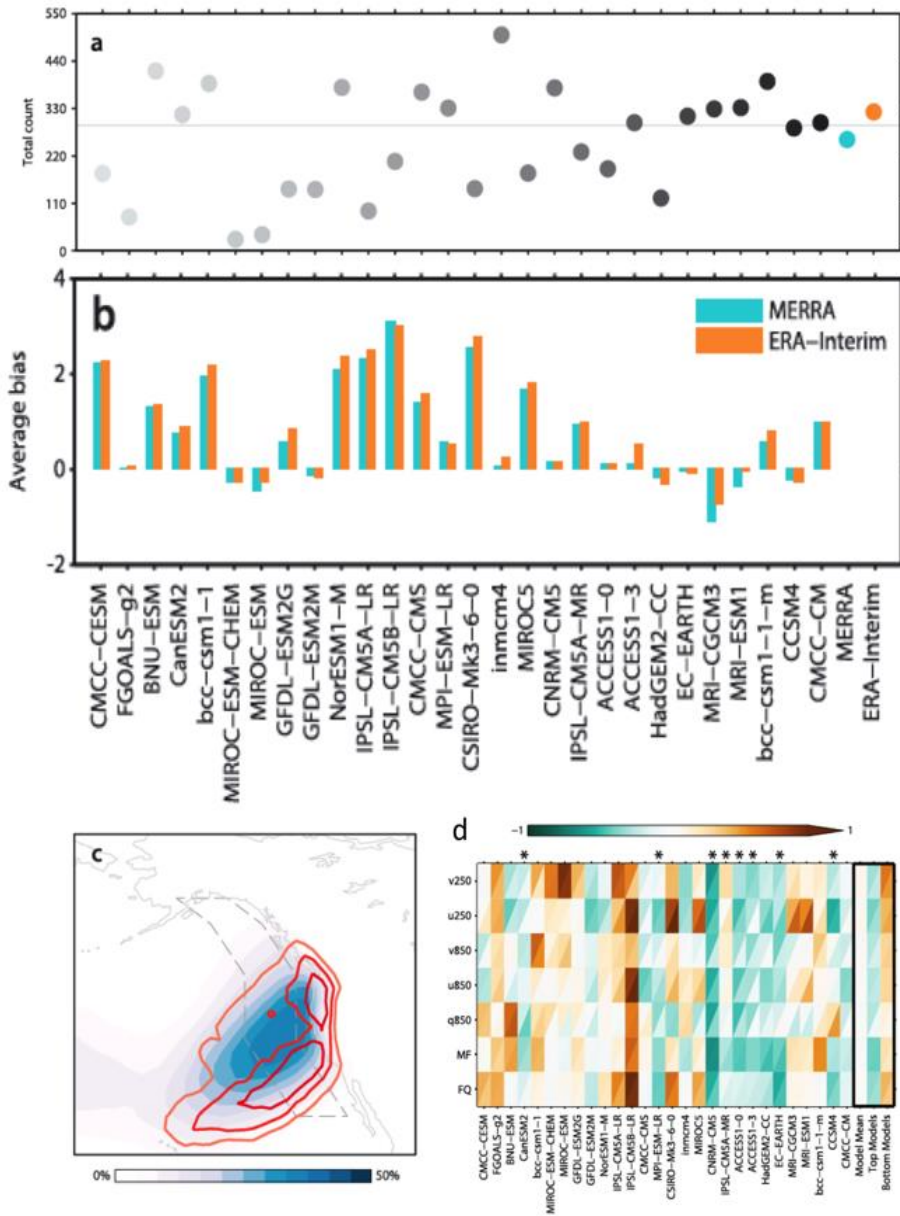 a
Total count
550
440
330
220
110
0
b
Average bias
4
2
0
-2
MERRA
ERA-Interim
CMCC-CESM
FGOALS-g2
BNU-ESM
CanESM2
bcc-csm1-1
MIROC-ESM-CHEM
MIROC-ESM
GFDL-ESM2G
GFDL-ESM2M
NorESM1-M
IPSL-CM5A-LR
IPSL-CM5B-LR
CMCC-CMS
MPI-ESM-LR
CSIRO-Mk3-6-0
inmcm4
MIROC5
CNRM-CM5
IPSL-CM5A-MR
ACCESS1-0
ACCESS1-3
HadGEM2-CC
EC-EARTH
MRI-CGCM3
MRI-ESM1
bcc-csm1-1-m
CCSM4
CMCC-CM
MERRA
ERA-Interim
c
0%
50%
d
-1
1
* * * * * * * *
v250
u250
v850
u850
q850
MF
FQ
CMCC-CESM
FGOALS-g2
BNU-ESM
CanESM2
bcc-csm1-1
MIROC-ESM-CHEM
MIROC-ESM
GFDL-ESM2G
GFDL-ESM2M
NorESM1-M
IPSL-CM5A-LR
IPSL-CM5B-LR
CMCC-CMS
MPI-ESM-LR
CSIRO-Mk3-6-0
inmcm4
MIROC5
CNRM-CM5
IPSL-CM5A-MR
ACCESS1-0
ACCESS1-3
HadGEM2-CC
EC-EARTH
MRI-CGCM3
MRI-ESM1
bcc-csm1-1-m
CCSM4
CMCC-CM
Model Mean
Top Models
Bottom Models